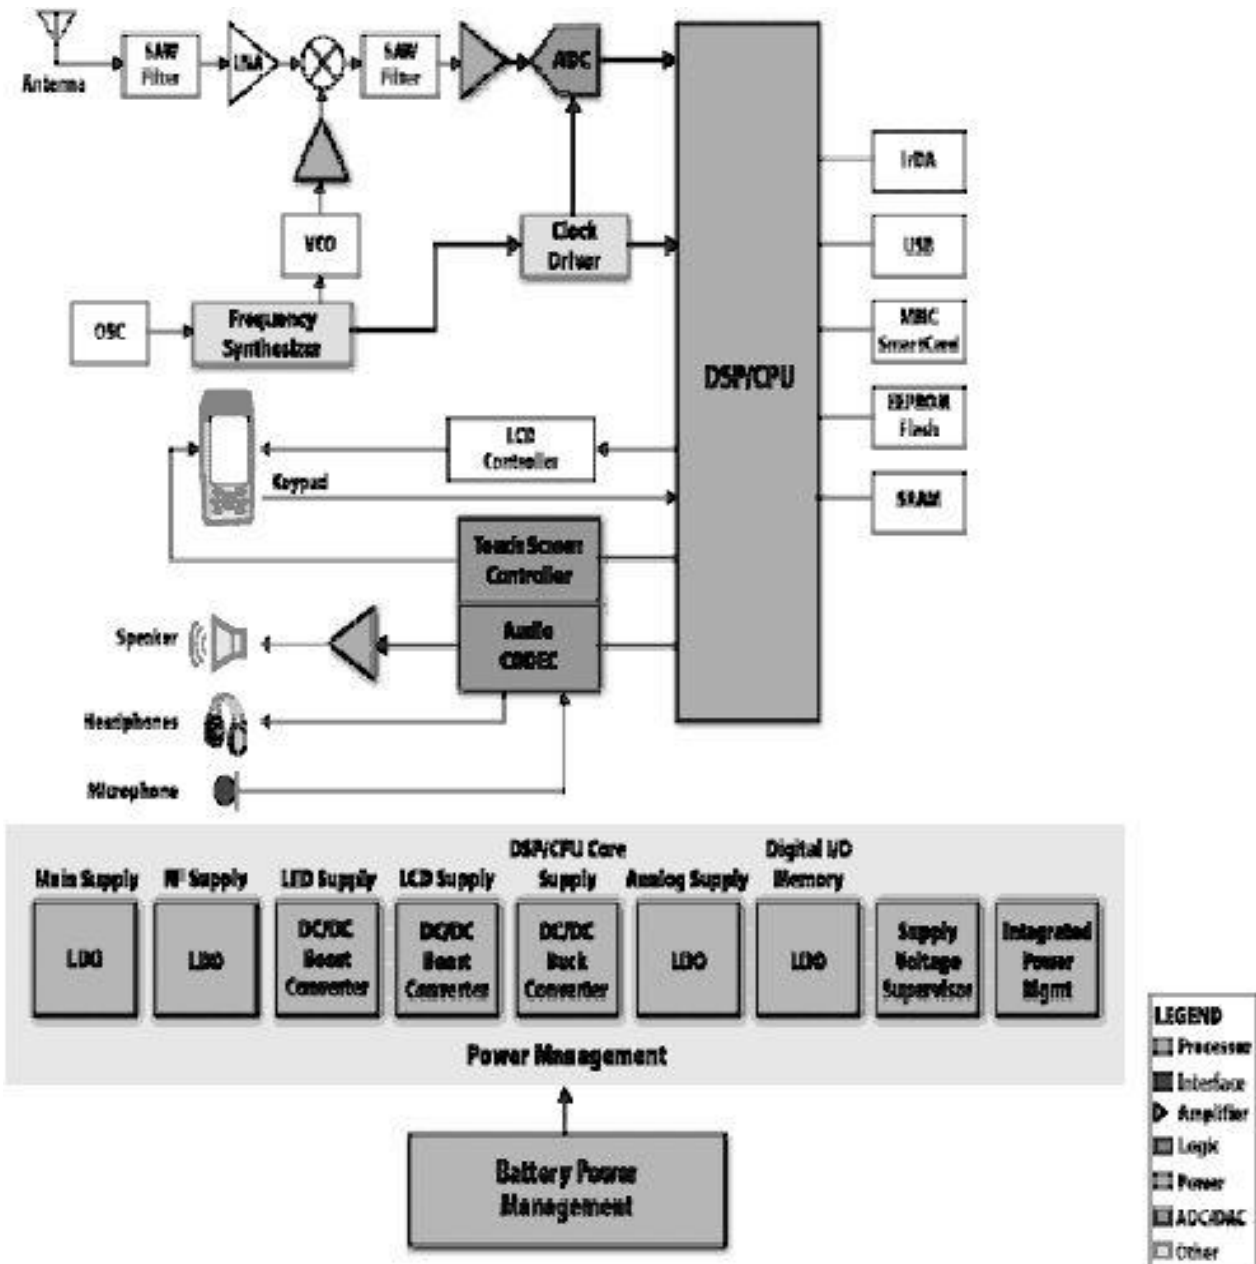 SAW
Filter
LNA
SAW
Filter
ADC
Antenna
IrDA
VCO
Clock
Driver
USB
OSC
Frequency
Synthesizer
MMC
SmartCard
DSP/CPU
EEPROM
Flash
LCD
Controller
Keypad
SRAM
Touch Screen
Controller
Speaker
Audio
CODEC
Headphones
Microphone
DSP/CPU Core
Digital I/O
Main Supply
RF Supply
LED Supply
LCD Supply
Supply
Analog Supply
Memory
LDO
LDO
DC/DC
Boost
Converter
DC/DC
Boost
Converter
DC/DC
Buck
Converter
LDO
LDO
Supply
Voltage
Supervisor
Integrated
Power
Mgmt
Power Management
LEGEND
Processor
Interface
Amplifier
Logic
Power
ADC/DAC
Other
Battery Power
Management